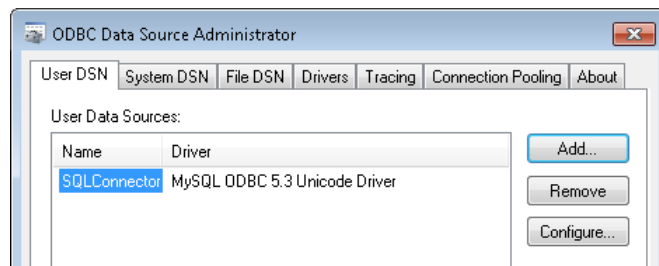 ODBC Data Source Administrator
User DSN System DSN File DSN Drivers Tracing Connection Pooling About
User Data Sources:
Name Driver
SQLConnector MySQL ODBC 5.3 Unicode Driver
Add...
Remove
Configure...